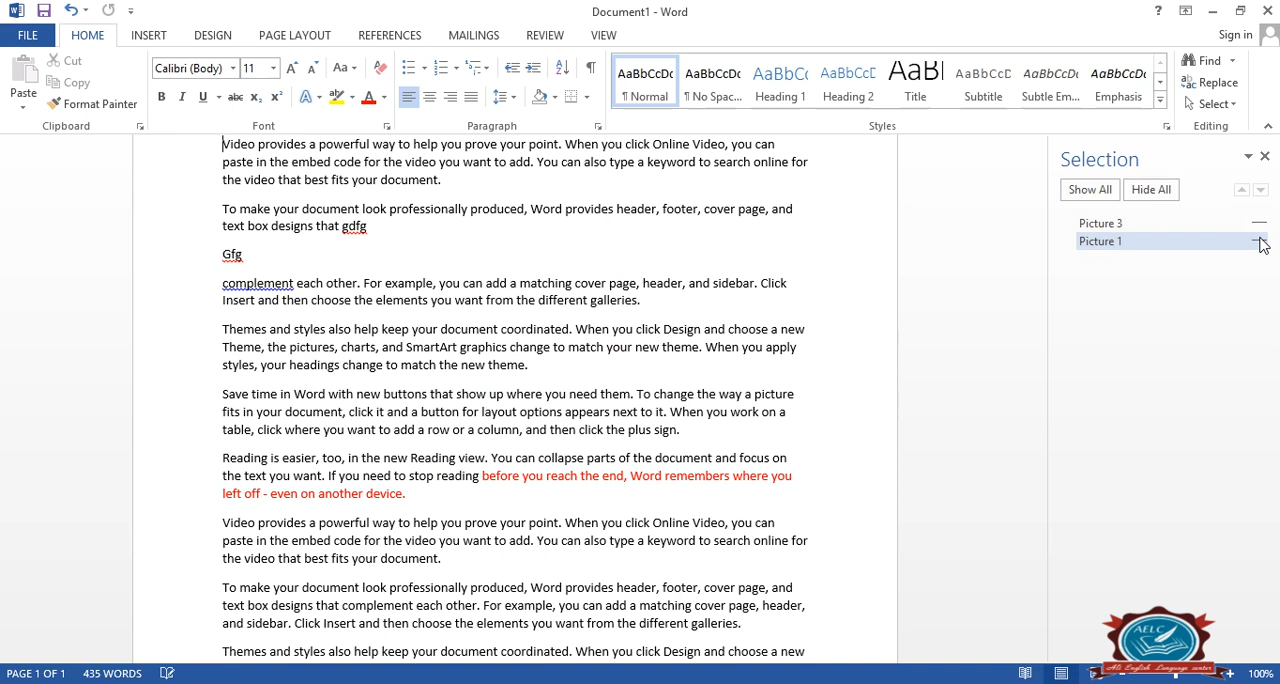 Document1 - Word
?
FILE
HOME
INSERT
DESIGN
PAGE LAYOUT
REFERENCES
MAILINGS
REVIEW
VIEW
Sign in
Paste
Cut
Copy
Format Painter
Clipboard
Calibri (Body)
11
Aa
B I U abc x₂ x²
A
A
Font
Paragraph
AaBbCcDc
¶ Normal
AaBbCcDc
¶ No Spac...
AaBbCc
Heading 1
AaBbCcD
Heading 2
AaBl
Title
AaBbCcD
Subtitle
AaBbCcDc
Subtle Em...
AaBbCcDc
Emphasis
Styles
Find
Replace
Select
Editing
Video provides a powerful way to help you prove your point. When you click Online Video, you can
paste in the embed code for the video you want to add. You can also type a keyword to search online for
the video that best fits your document.
To make your document look professionally produced, Word provides header, footer, cover page, and
text box designs that gdfg
Gfg
complement each other. For example, you can add a matching cover page, header, and sidebar. Click
Insert and then choose the elements you want from the different galleries.
Themes and styles also help keep your document coordinated. When you click Design and choose a new
Theme, the pictures, charts, and SmartArt graphics change to match your new theme. When you apply
styles, your headings change to match the new theme.
Save time in Word with new buttons that show up where you need them. To change the way a picture
fits in your document, click it and a button for layout options appears next to it. When you work on a
table, click where you want to add a row or a column, and then click the plus sign.
Reading is easier, too, in the new Reading view. You can collapse parts of the document and focus on
the text you want. If you need to stop reading before you reach the end, Word remembers where you
left off - even on another device.
Video provides a powerful way to help you prove your point. When you click Online Video, you can
paste in the embed code for the video you want to add. You can also type a keyword to search online for
the video that best fits your document.
To make your document look professionally produced, Word provides header, footer, cover page, and
text box designs that complement each other. For example, you can add a matching cover page, header,
and sidebar. Click Insert and then choose the elements you want from the different galleries.
Themes and styles also help keep your document coordinated. When you click Design and choose a new
Selection
Show All
Hide All
Picture 3
Picture 1
AELC
Ali English Language center
PAGE 1 OF 1
435 WORDS
100%